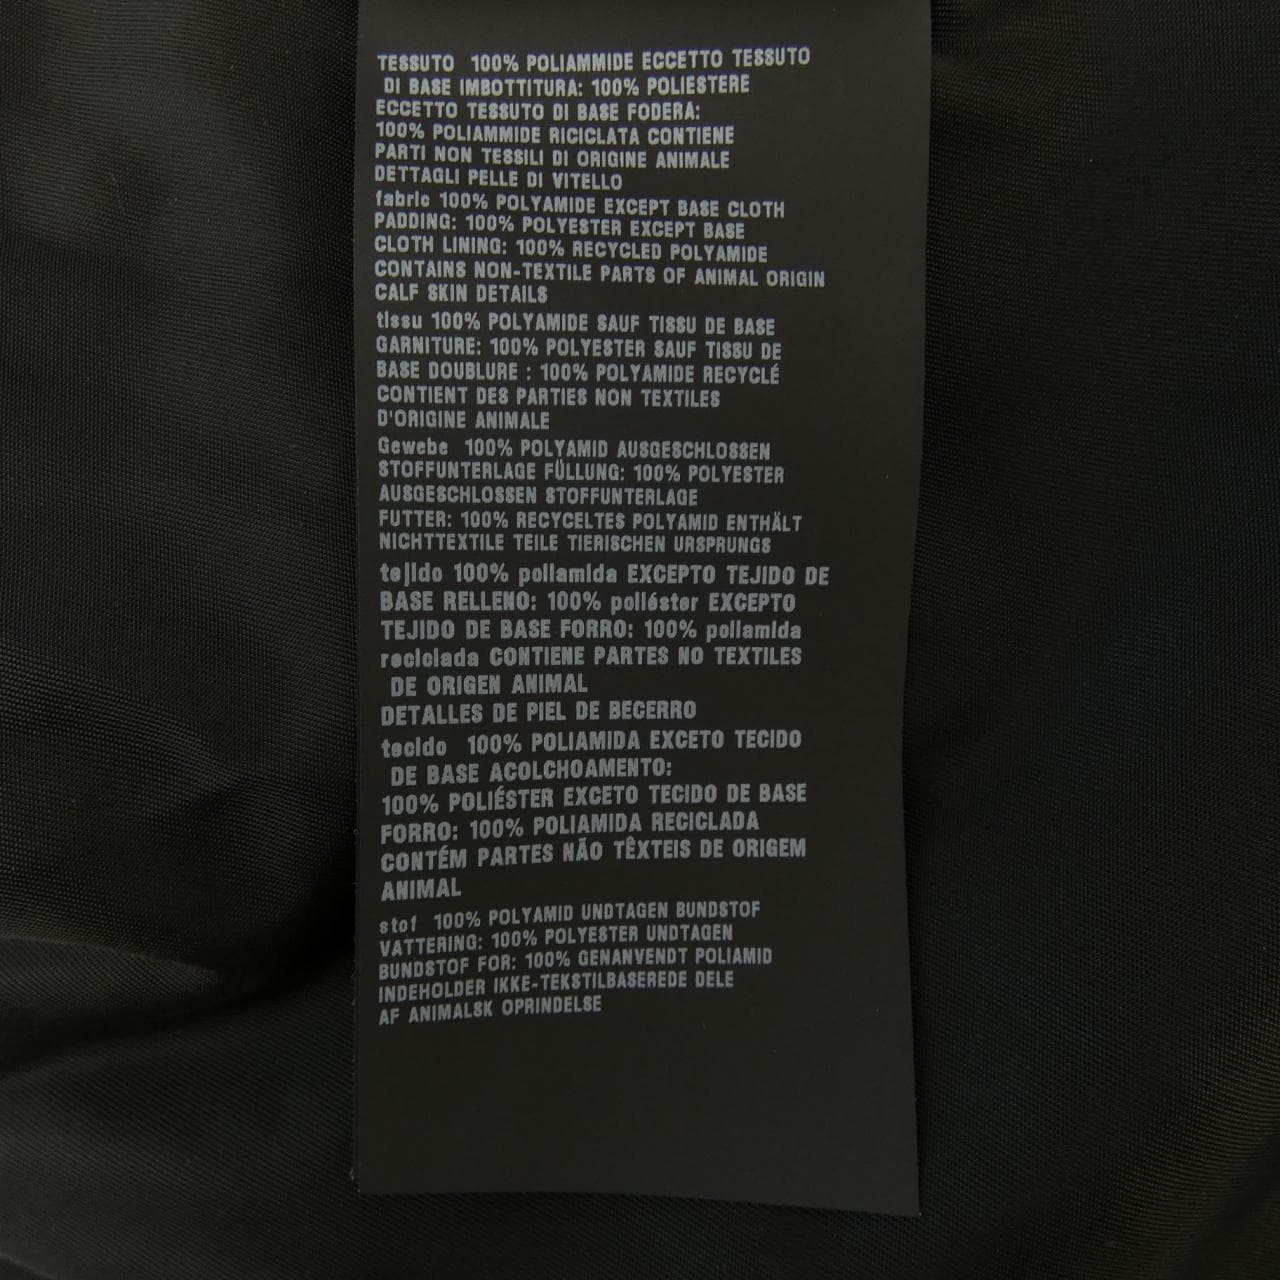 TESSUTO 100% POLIAMMIDE ECCETTO TESSUTO
DI BASE IMBOTTITURA: 100% POLIESTERE
ECCETTO TESSUTO DI BASE FODERA:
100% POLIAMMIDE RICICLATA CONTIENE
PARTI NON TESSILI DI ORIGINE ANIMALE
DETTAGLI PELLE DI VITELLO
fabric 100% POLYAMIDE EXCEPT BASE CLOTH
PADDING: 100% POLYESTER EXCEPT BASE
CLOTH LINING: 100% RECYCLED POLYAMIDE
CONTAINS NON-TEXTILE PARTS OF ANIMAL ORIGIN
CALF SKIN DETAILS
tissu 100% POLYAMIDE SAUF TISSU DE BASE
GARNITURE: 100% POLYESTER SAUF TISSU DE
BASE DOUBLURE : 100% POLYAMIDE RECYCLÉ
CONTIENT DES PARTIES NON TEXTILES
D'ORIGINE ANIMALE
Gewebe 100% POLYAMID AUSGESCHLOSSEN
STOFFUNTERLAGE FÜLLUNG: 100% POLYESTER
AUSGESCHLOSSEN STOFFUNTERLAGE
FUTTER: 100% RECYCELTES POLYAMID ENTHÄLT
NICHTTEXTILE TEILE TIERISCHEN URSPRUNGS
tejido 100% poliamida EXCEPTO TEJIDO DE
BASE RELLENO: 100% poliéster EXCEPTO
TEJIDO DE BASE FORRO: 100% poliamida
reciclada CONTIENE PARTES NO TEXTILES
DE ORIGEN ANIMAL
DETALLES DE PIEL DE BECERRO
tecido 100% POLIAMIDA EXCETO TECIDO
DE BASE ACOLCHOAMENTO:
100% POLIÉSTER EXCETO TECIDO DE BASE
FORRO: 100% POLIAMIDA RECICLADA
CONTÉM PARTES NÃO TÊXTEIS DE ORIGEM
ANIMAL
stof 100% POLYAMID UNDTAGEN BUNDSTOF
VATTERING: 100% POLYESTER UNDTAGEN
BUNDSTOF FOR: 100% GENANVENDT POLIAMID
INDEHOLDER IKKE-TEKSTILBASEREDE DELE
AF ANIMALSK OPRINDELSE